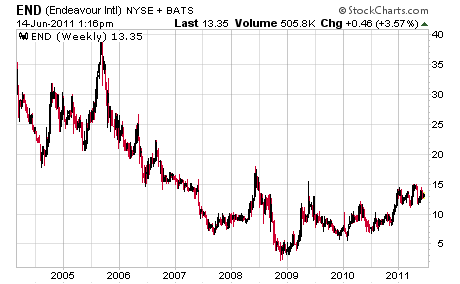 END (Endeavour Intl) NYSE + BATS © StockCharts.com
14-Jun-2011 1:16pm Last 13.35 Volume 505.8K Chg +0.46 (+3.57%) ▲
END (Weekly) 13.35
40
35
30
25
20
15
10
5
2005 2006 2007 2008 2009 2010 2011